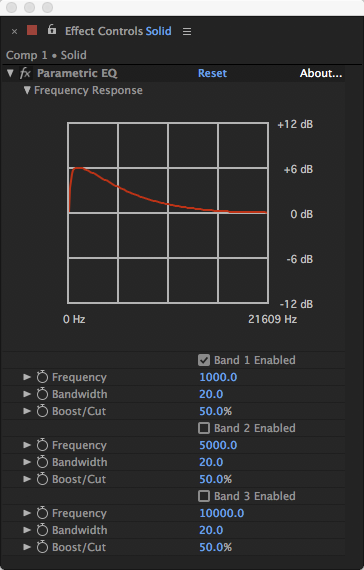 Effect Controls Solid
Comp 1 • Solid
fx Parametric EQ Reset About...
Frequency Response
+12 dB
+6 dB
0 dB
-6 dB
-12 dB
0 Hz 21609 Hz
Band 1 Enabled
Frequency 1000.0
Bandwidth 20.0
Boost/Cut 50.0%
Band 2 Enabled
Frequency 5000.0
Bandwidth 20.0
Boost/Cut 50.0%
Band 3 Enabled
Frequency 10000.0
Bandwidth 20.0
Boost/Cut 50.0%